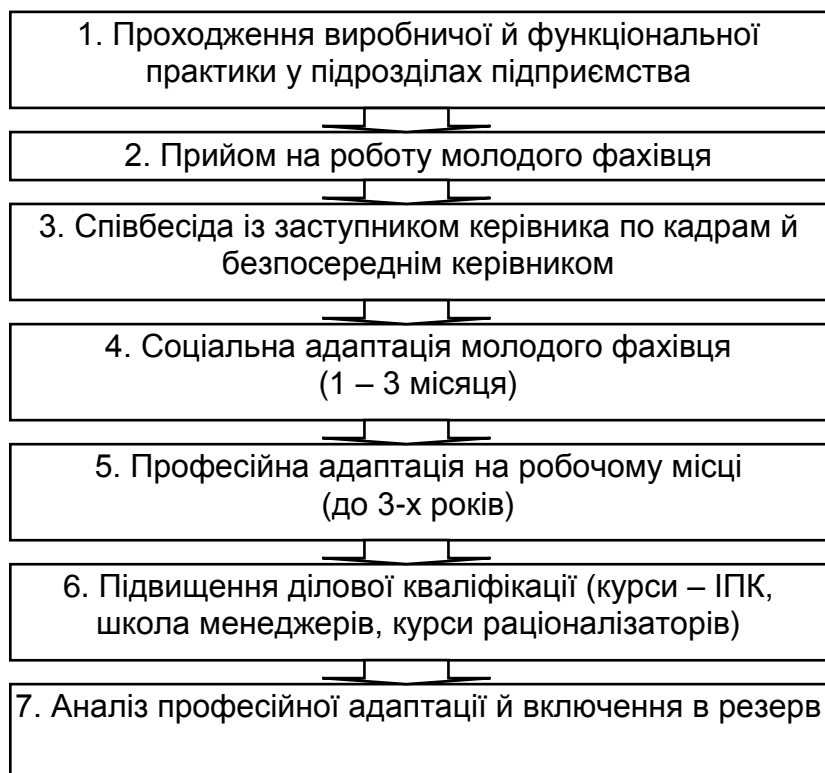 1. Проходження виробничої й функціональної
практики у підрозділах підприємства
2. Прийом на роботу молодого фахівця
3. Співбесіда із заступником керівника по кадрам й
безпосереднім керівником
4. Соціальна адаптація молодого фахівця
(1 – 3 місяця)
5. Професійна адаптація на робочому місці
(до 3-х років)
6. Підвищення ділової кваліфікації (курси – ІПК,
школа менеджерів, курси раціоналізаторів)
7. Аналіз професійної адаптації й включення в резерв